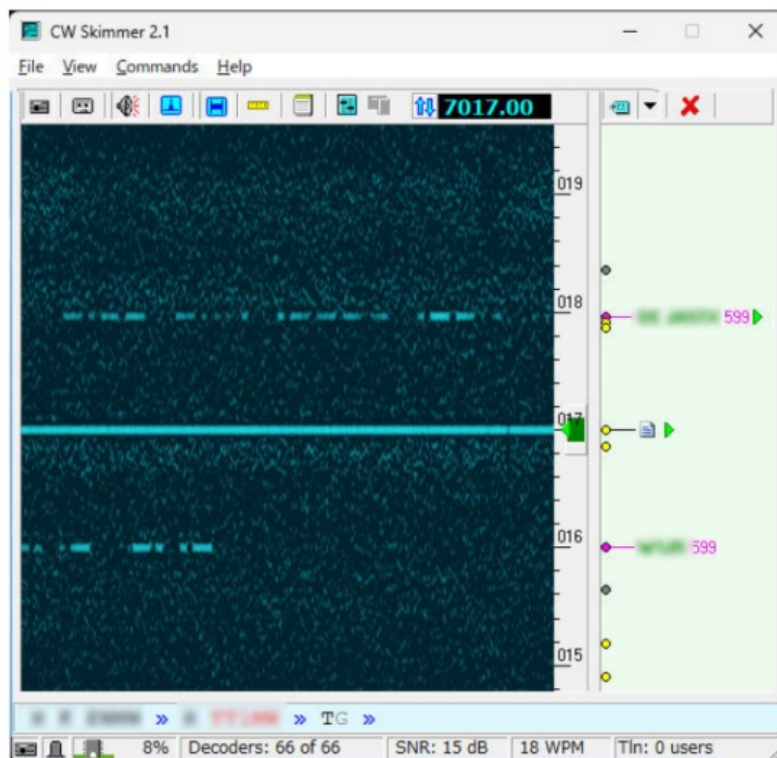 CW Skimmer 2.1
File View Commands Help
7017.00
019
018
599
017
016
599
015
» » TG »
8% Decoders: 66 of 66 SNR: 15 dB 18 WPM Tln: 0 users